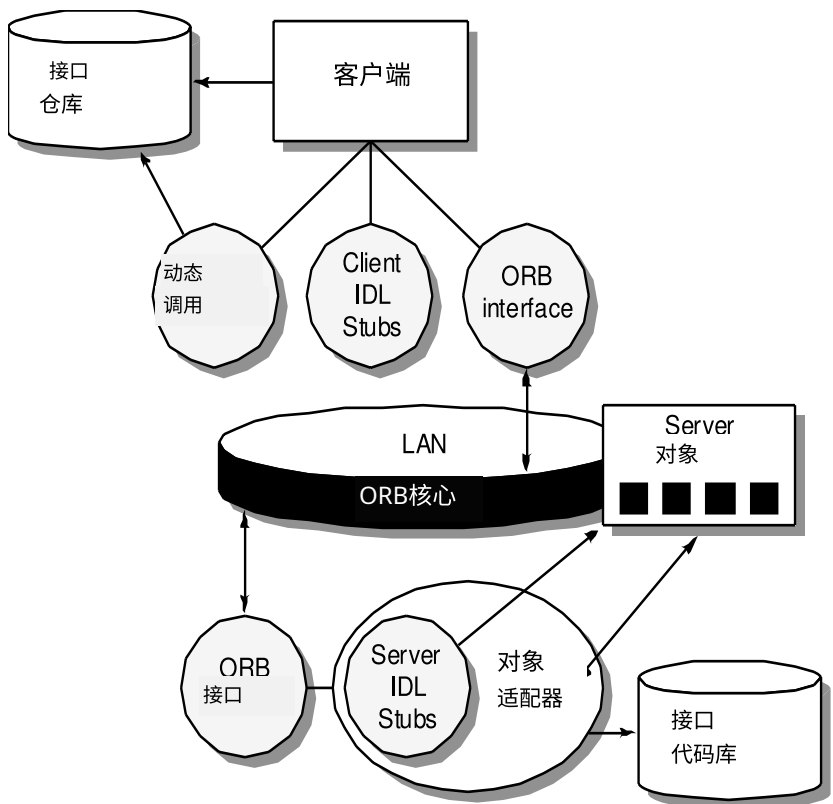 接口
仓库
客户端
动态
调用
Client
IDL
Stubs
ORB
interface
LAN
ORB核心
Server
对象
ORB
接口
Server
IDL
Stubs
对象
适配器
接口
代码库